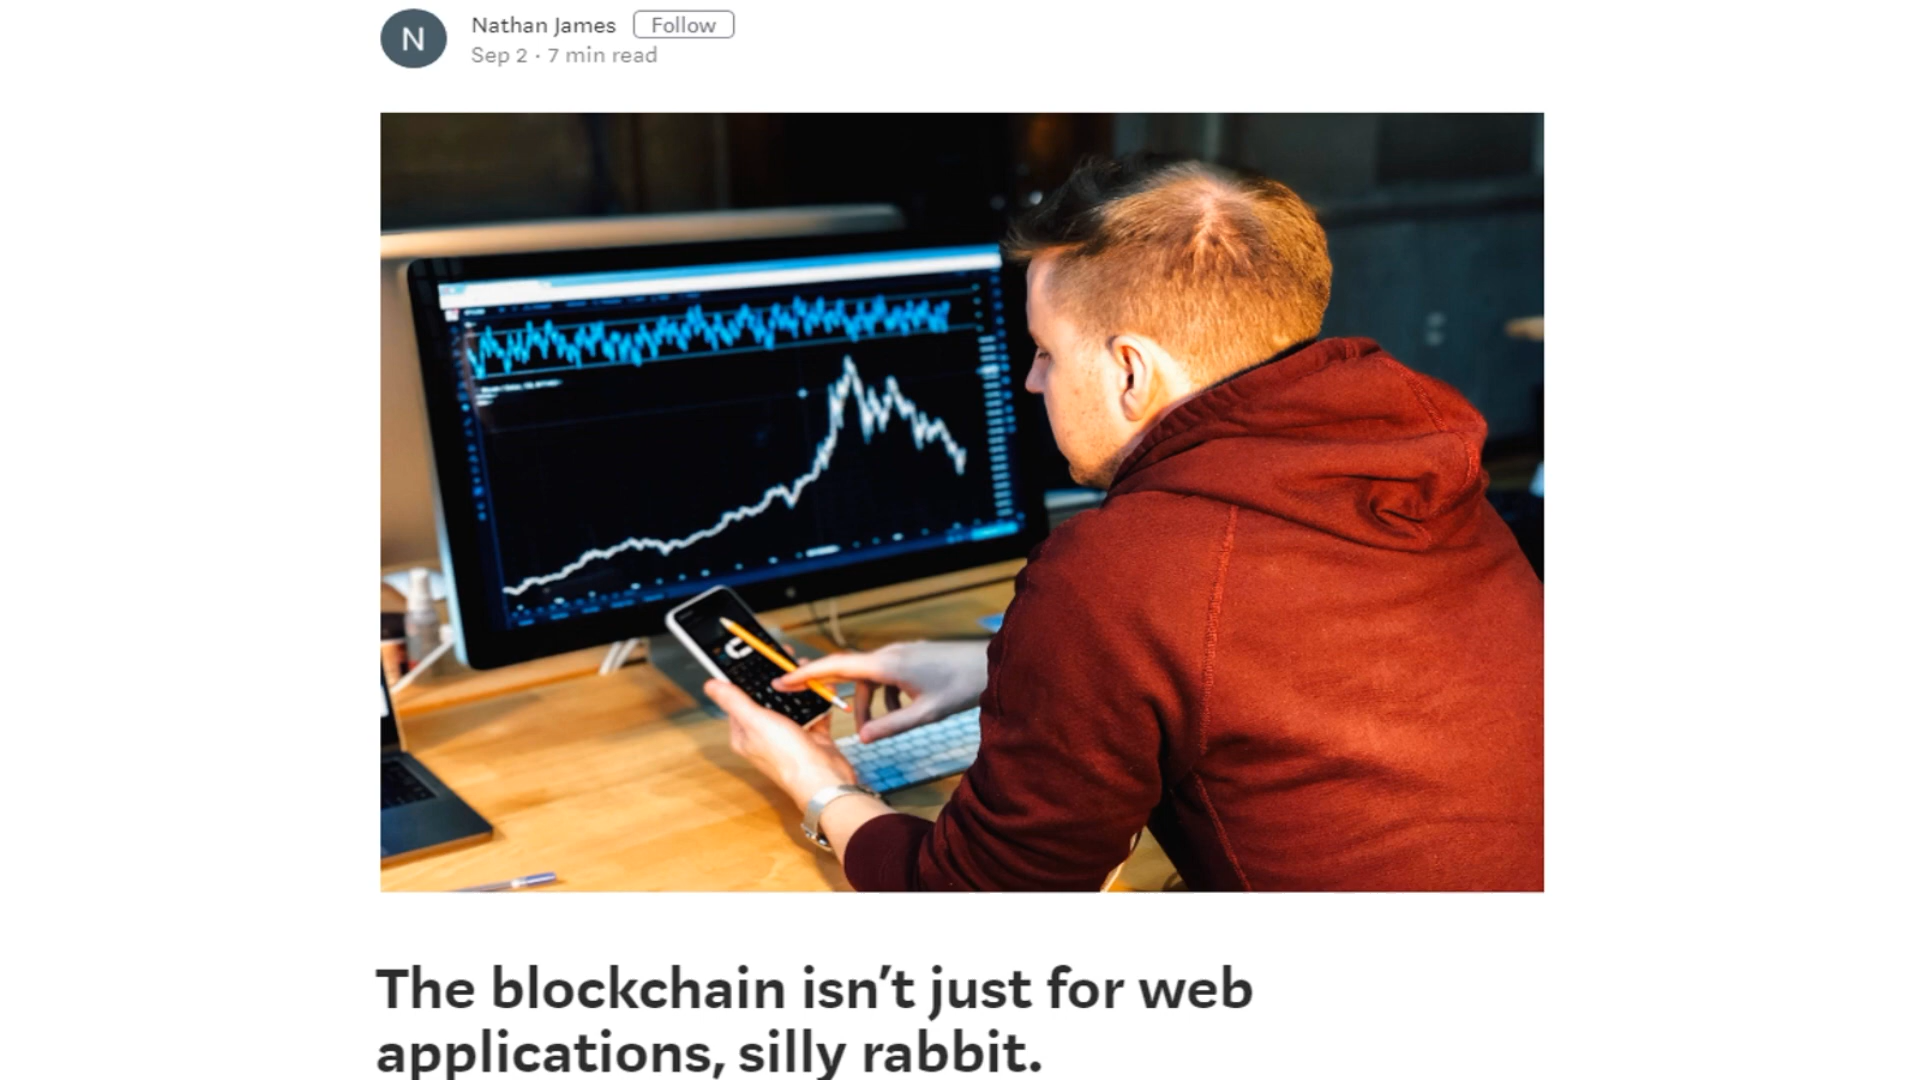 N
Nathan James Follow
Sep 2 · 7 min read
The blockchain isn’t just for web
applications, silly rabbit.